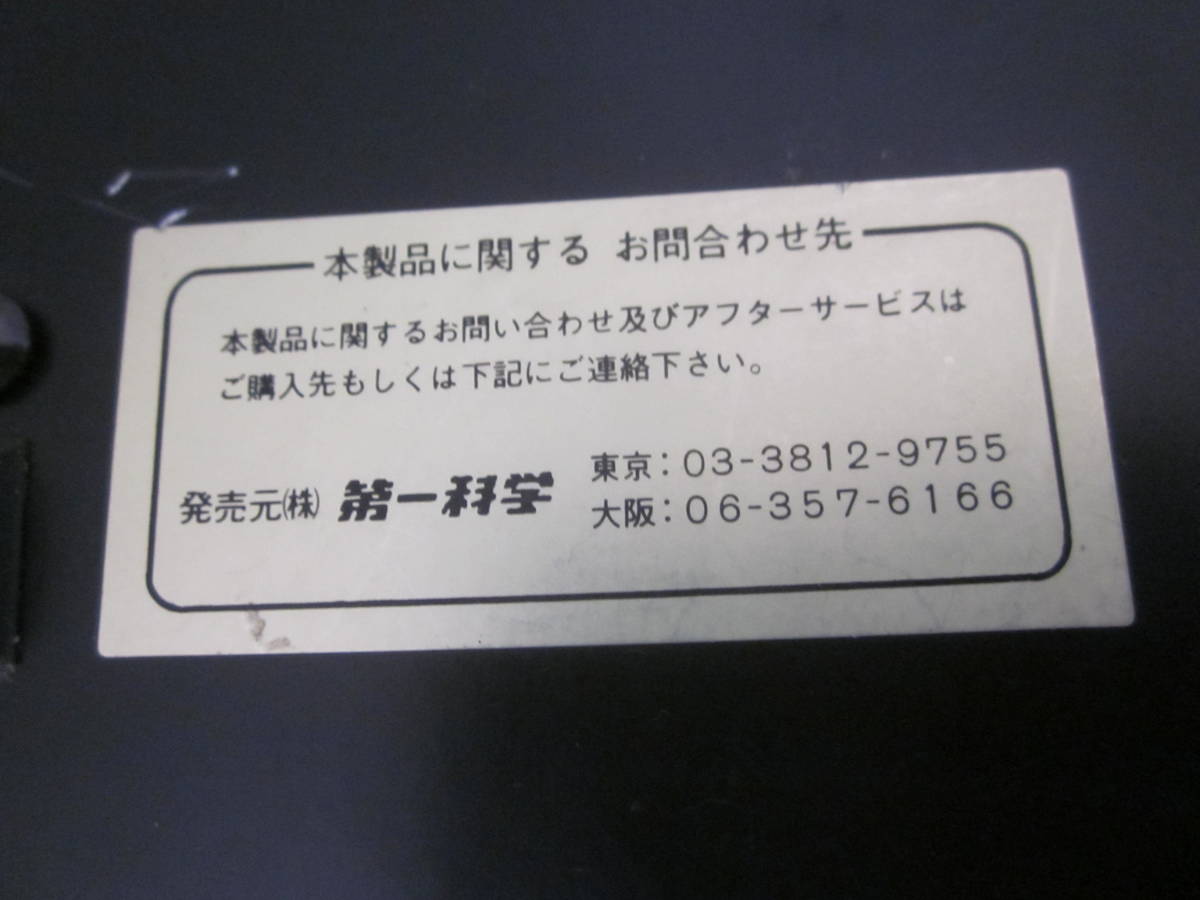 本製品に関する お問合わせ先
本製品に関するお問い合わせ及びアフターサービスは
ご購入先もしくは下記にご連絡下さい。
発売元㈱ 第一科学
東京：03-3812-9755
大阪：06-357-6166